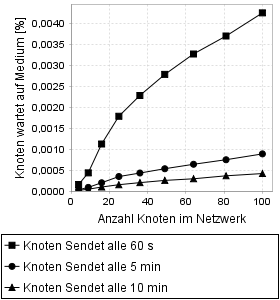 Knoten wartet auf Medium [%]
0,0040
0,0035
0,0030
0,0025
0,0020
0,0015
0,0010
0,0005
0,0000
0 20 40 60 80 100
Anzahl Knoten im Netzwerk
Knoten Sendet alle 60 s
Knoten Sendet alle 5 min
Knoten Sendet alle 10 min